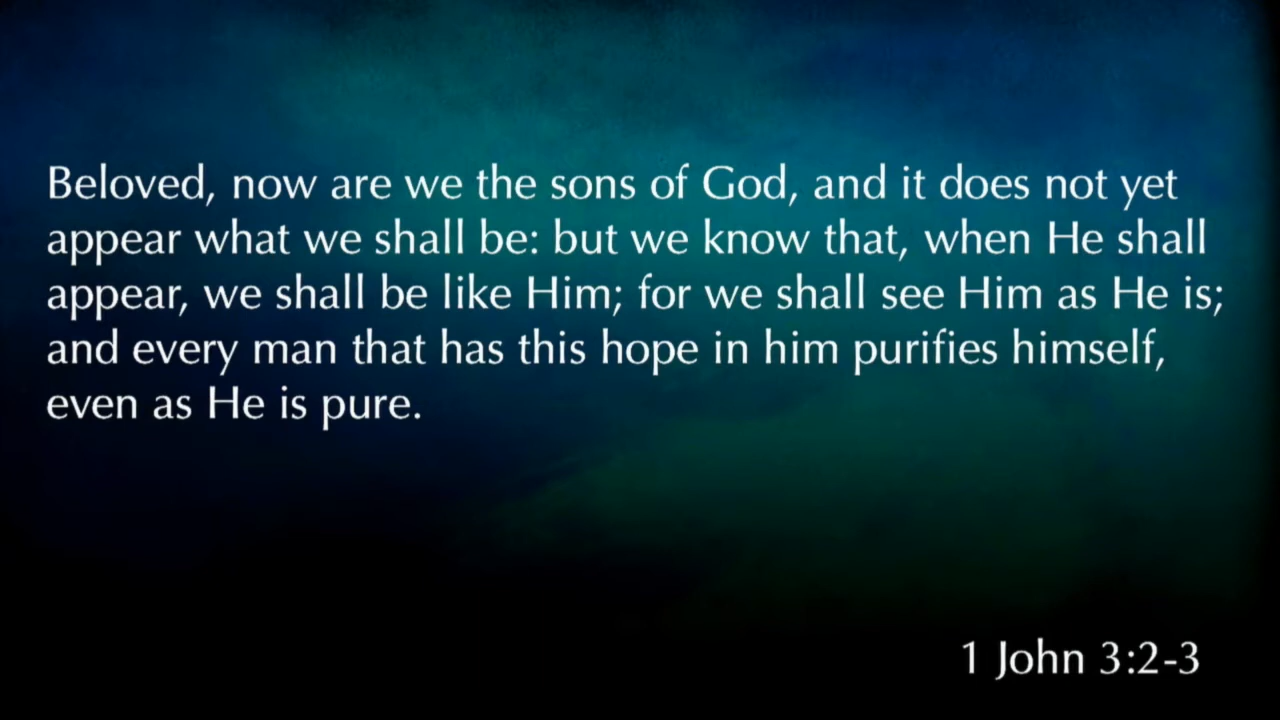 Beloved, now are we the sons of God, and it does not yet
appear what we shall be: but we know that, when He shall
appear, we shall be like Him; for we shall see Him as He is;
and every man that has this hope in him purifies himself,
even as He is pure.
1 John 3:2-3